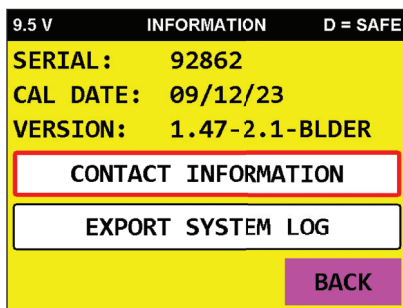 9.5 V INFORMATION D = SAFE
SERIAL: 92862
CAL DATE: 09/12/23
VERSION: 1.47-2.1-BLDER
CONTACT INFORMATION
EXPORT SYSTEM LOG
BACK